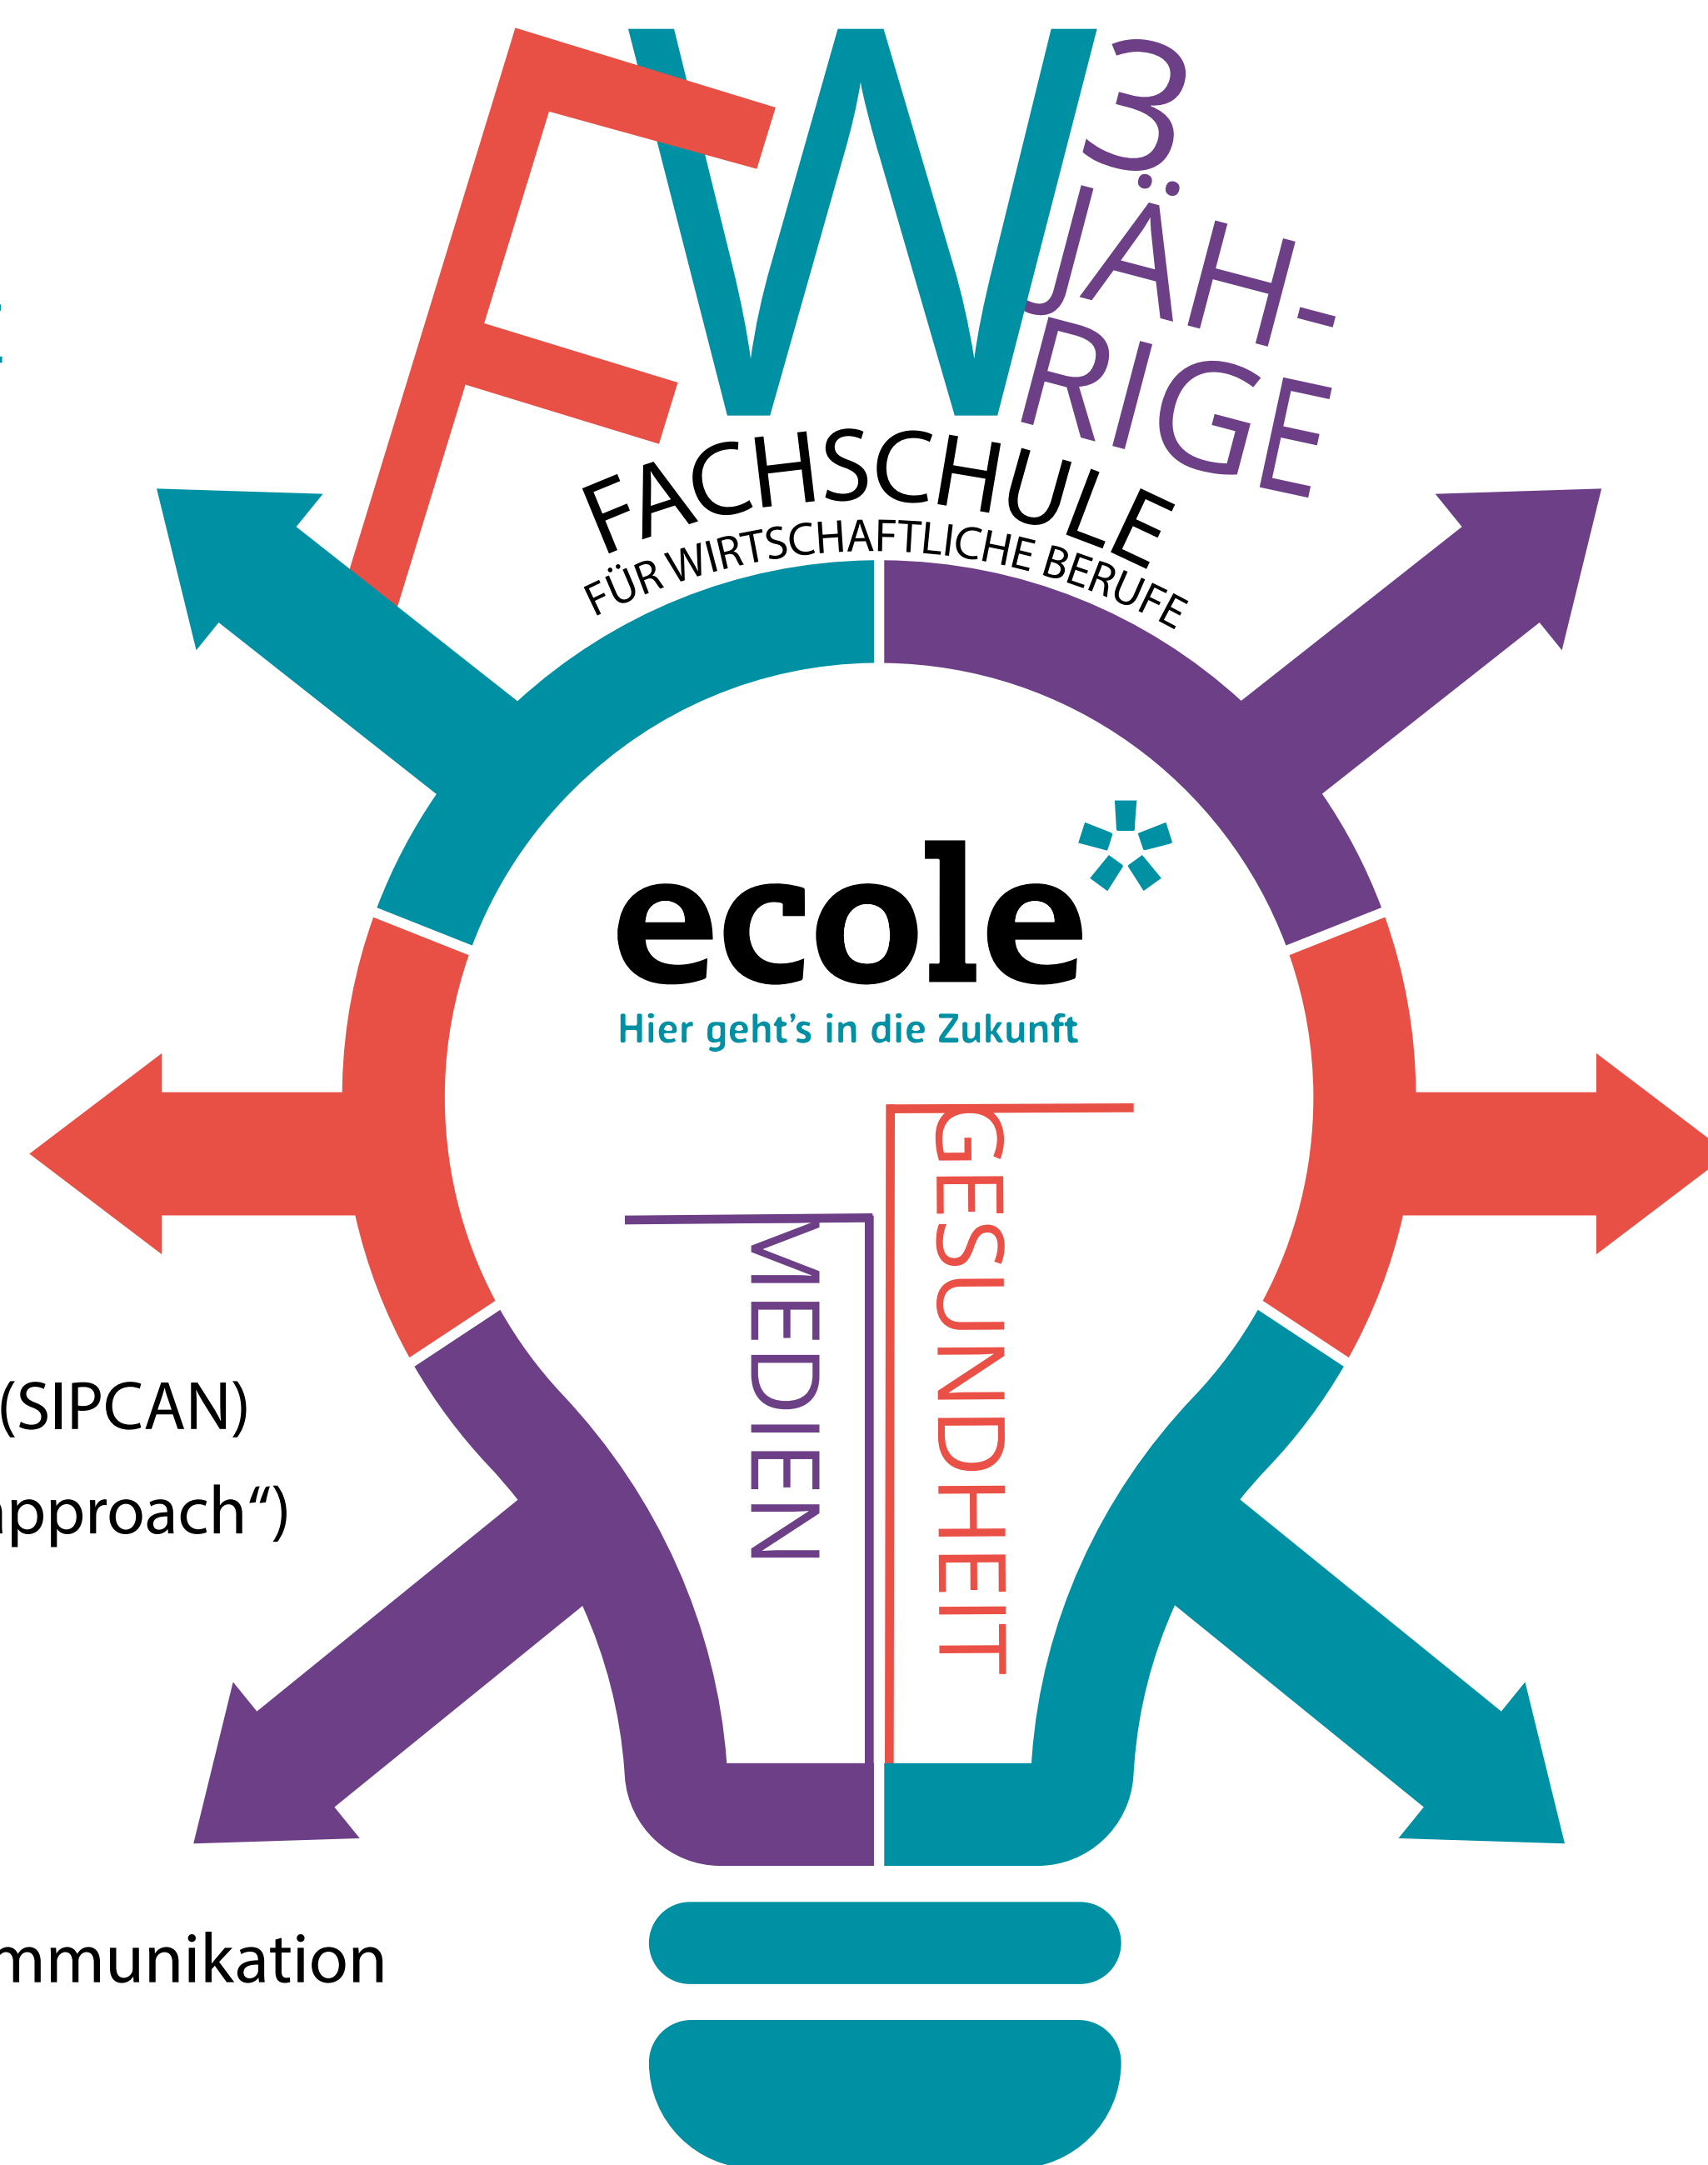 FW
3
JÄH-
RIGE
FACHSCHULE
FÜR WIRTSCHAFTLICHE BERUFE
ecole
Hier geht's in die Zukunft
GESUNDHEIT
MEDIEN
(SIPCAN)
pproach“)
mmunikation